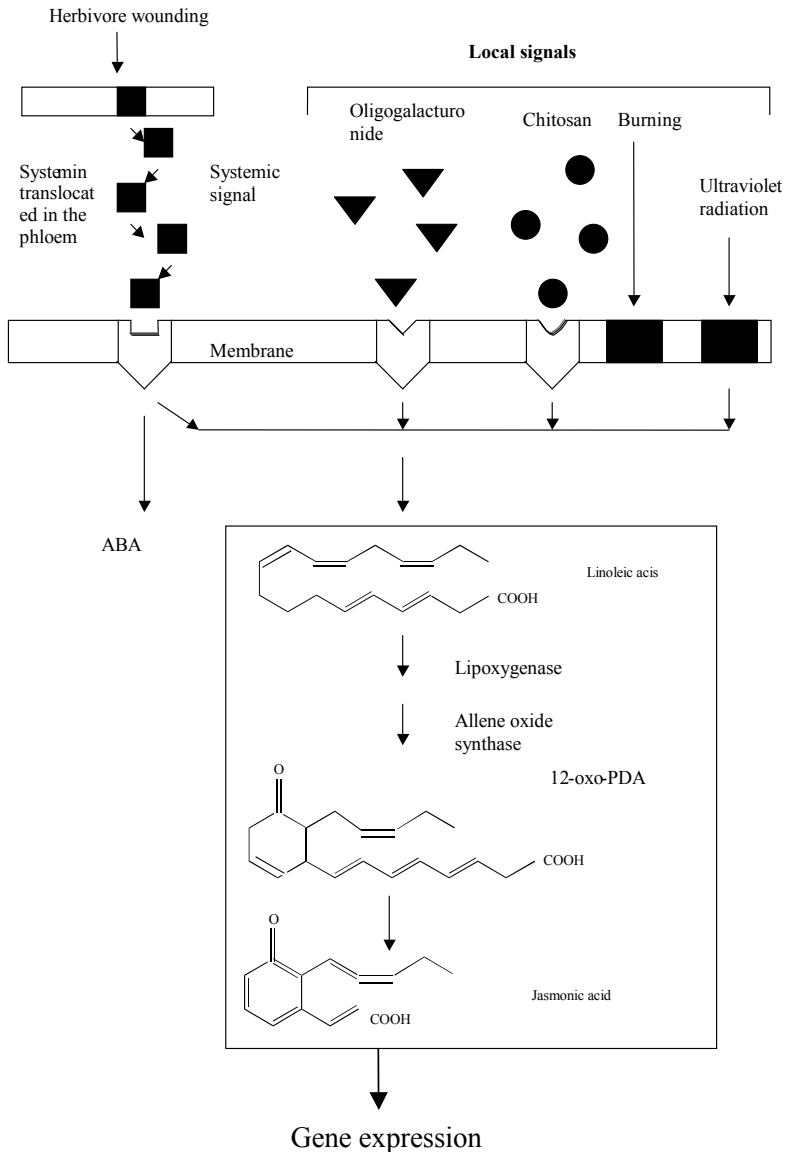 Herbivore wounding
Local signals
Oligogalacturo
nide
Chitosan
Burning
Ultraviolet
radiation
Systemin
translocat
ed in the
phloem
Systemic
signal
Membrane
ABA
Linoleic acis
COOH
Lipoxygenase
Allene oxide
synthase
12-oxo-PDA
O
COOH
O
Jasmonic acid
COOH
Gene expression